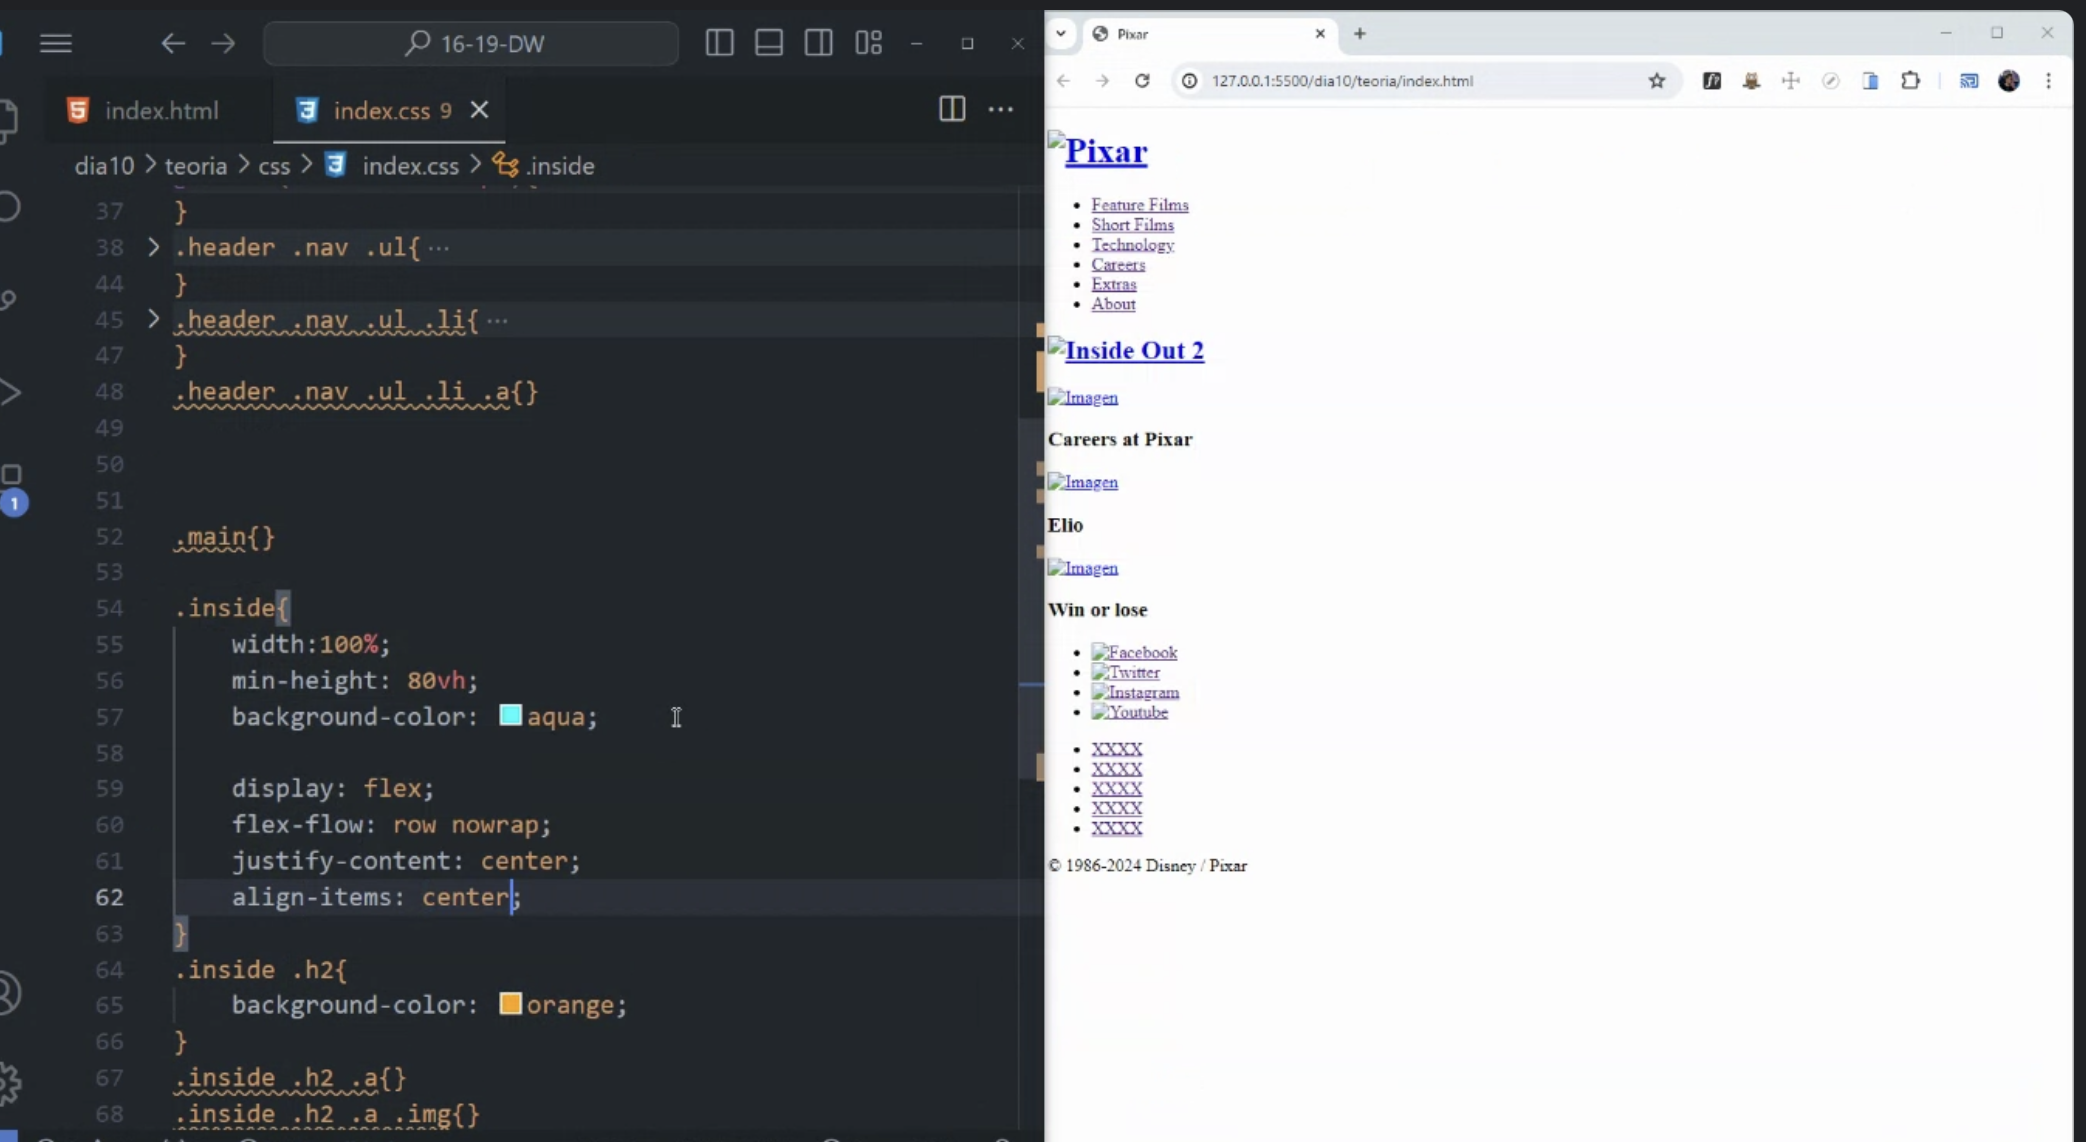 16-19-DW
index.html
index.css 9
dia10 > teoria > css > index.css > .inside
37 }
38 .header .nav .ul{ ···
44 }
45 .header .nav .ul .li{ ···
47 }
48 .header .nav .ul .li .a{}
49
50
51
52 .main{}
53
54 .inside{
55 width:100%;
56 min-height: 80vh;
57 background-color: aqua;
58
59 display: flex;
60 flex-flow: row nowrap;
61 justify-content: center;
62 align-items: center;
63 }
64 .inside .h2{
65 background-color: orange;
66 }
67 .inside .h2 .a{}
68 .inside .h2 .a .img{}
1
Pixar
127.0.0.1:5500/dia10/teoria/index.html
Pixar
Feature Films
Short Films
Technology
Careers
Extras
About
Inside Out 2
Imagen
Careers at Pixar
Imagen
Elio
Imagen
Win or lose
Facebook
Twitter
Instagram
Youtube
XXXX
XXXX
XXXX
XXXX
XXXX
© 1986-2024 Disney / Pixar